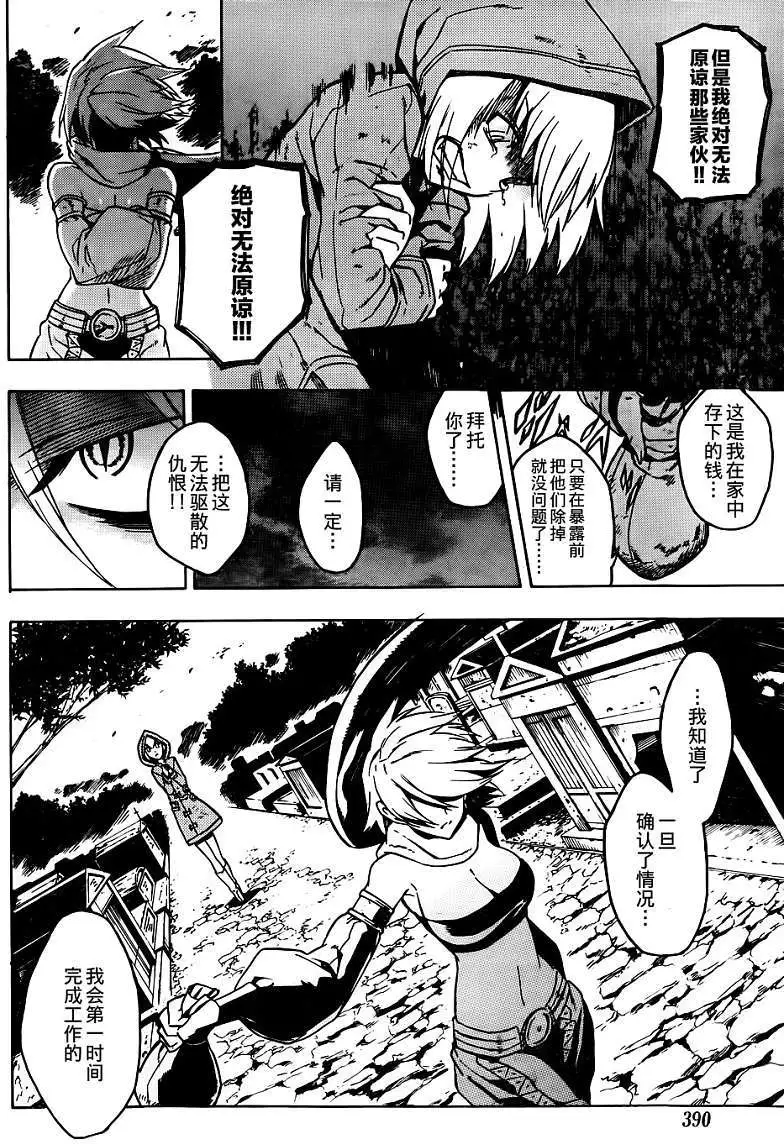 但是我绝对无法
原谅那些家伙!!
绝对无法原谅!!!
这是我在家中
存下的钱…
只要在暴露前
把他们除掉
就没问题了……
拜托
你了……
请一定…
…把这
无法驱散的
仇恨!!
…我知道了
一旦
确认了情况…
我会第一时间
完成工作的
390